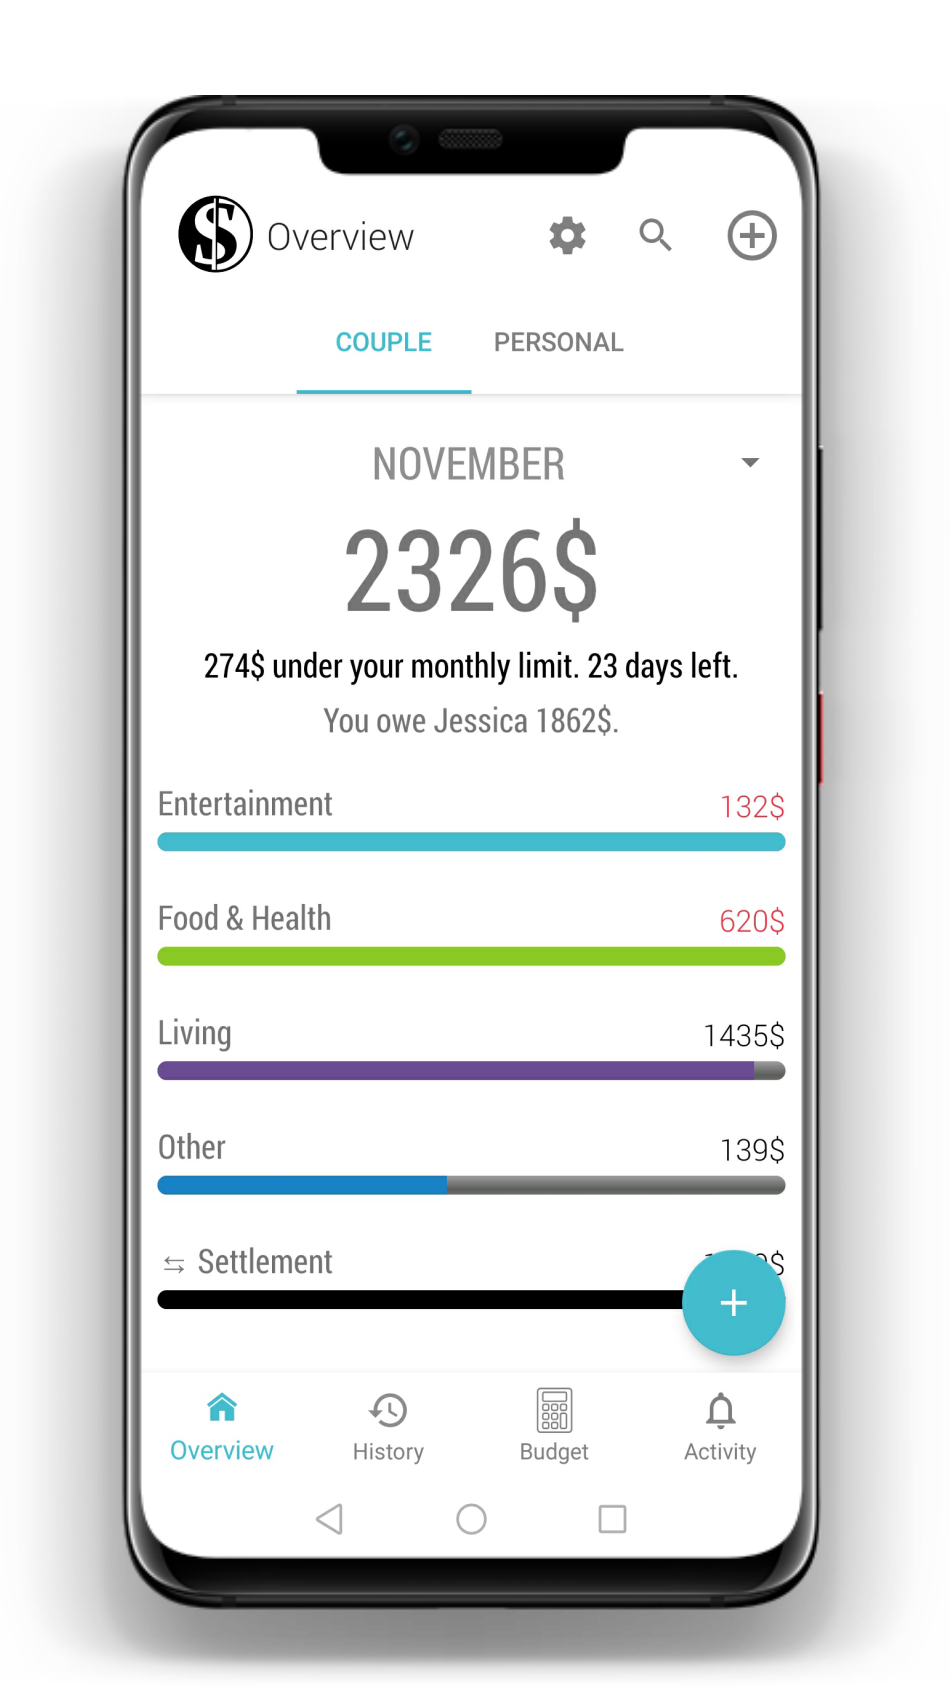 Overview
COUPLE PERSONAL
NOVEMBER
2326$
274$ under your monthly limit. 23 days left.
You owe Jessica 1862$.
Entertainment 132$
Food & Health 620$
Living 1435$
Other 139$
Settlement
Overview History Budget Activity